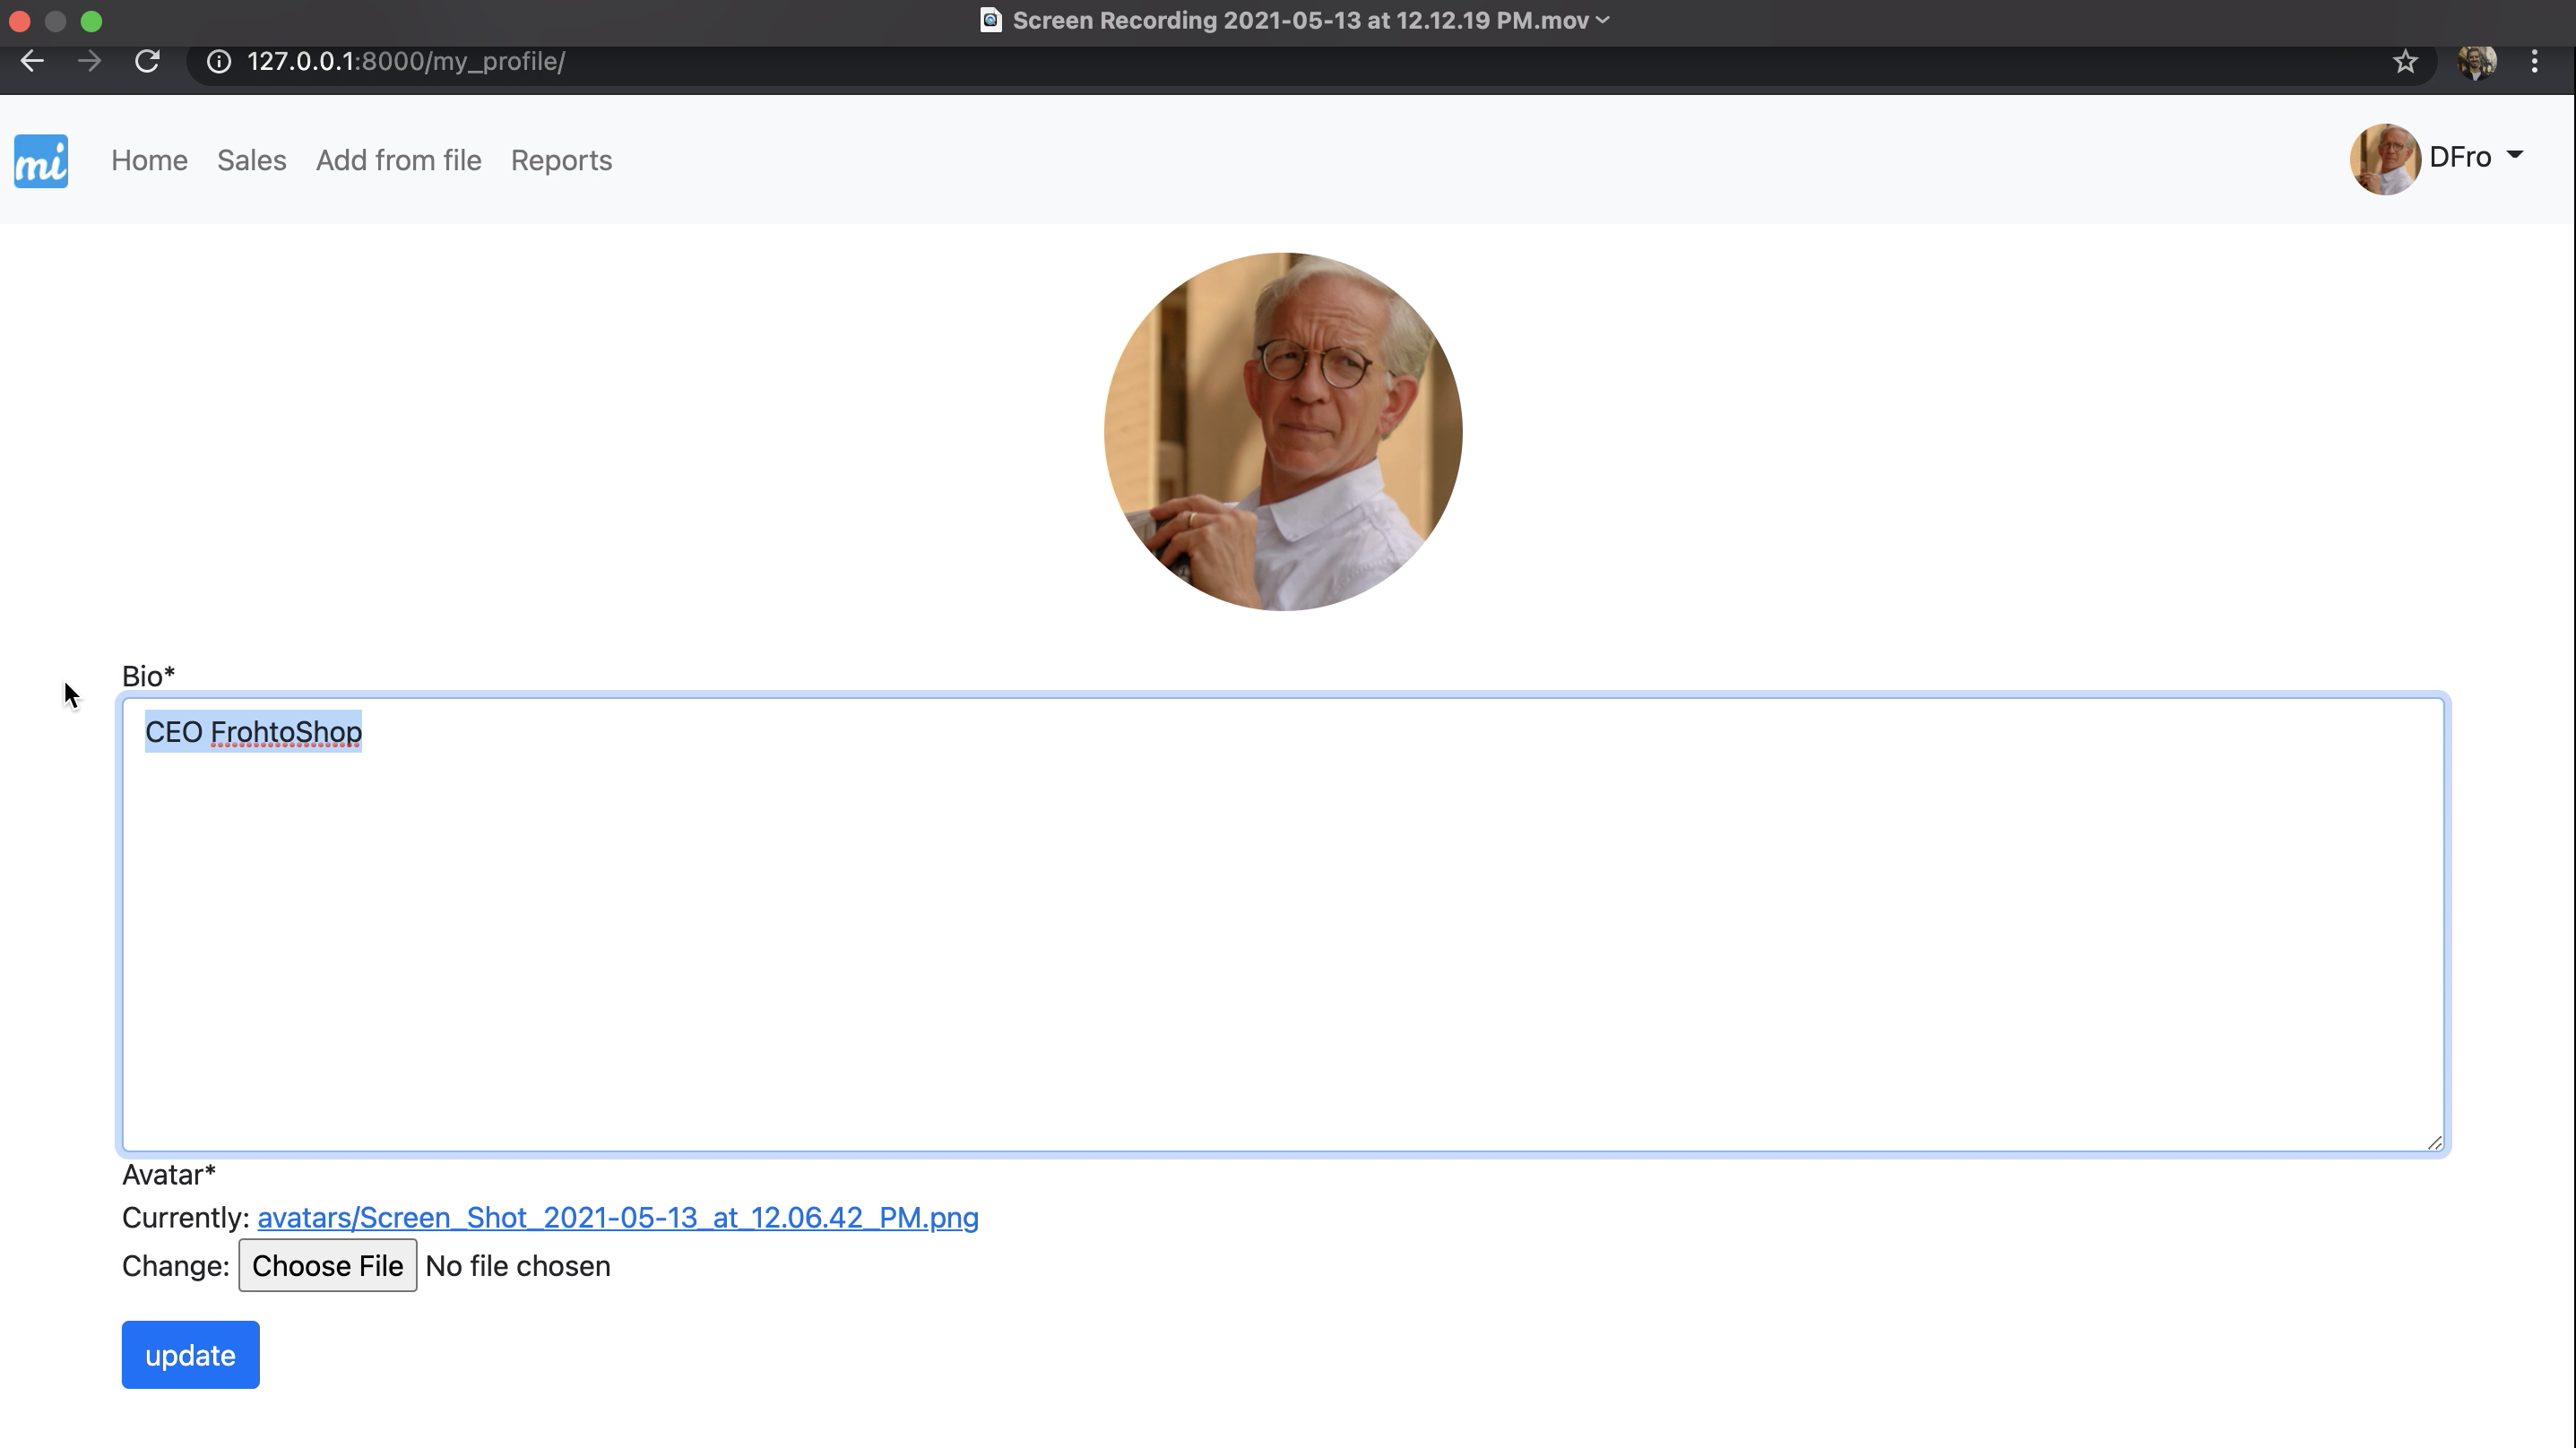 Screen Recording 2021-05-13 at 12.12.19 PM.mov
127.0.0.1:8000/my_profile/
mi Home Sales Add from file Reports DFro
Bio*
CEO FrohtoShop
Avatar*
Currently: avatars/Screen_Shot_2021-05-13_at_12.06.42_PM.png
Change: Choose File No file chosen
update